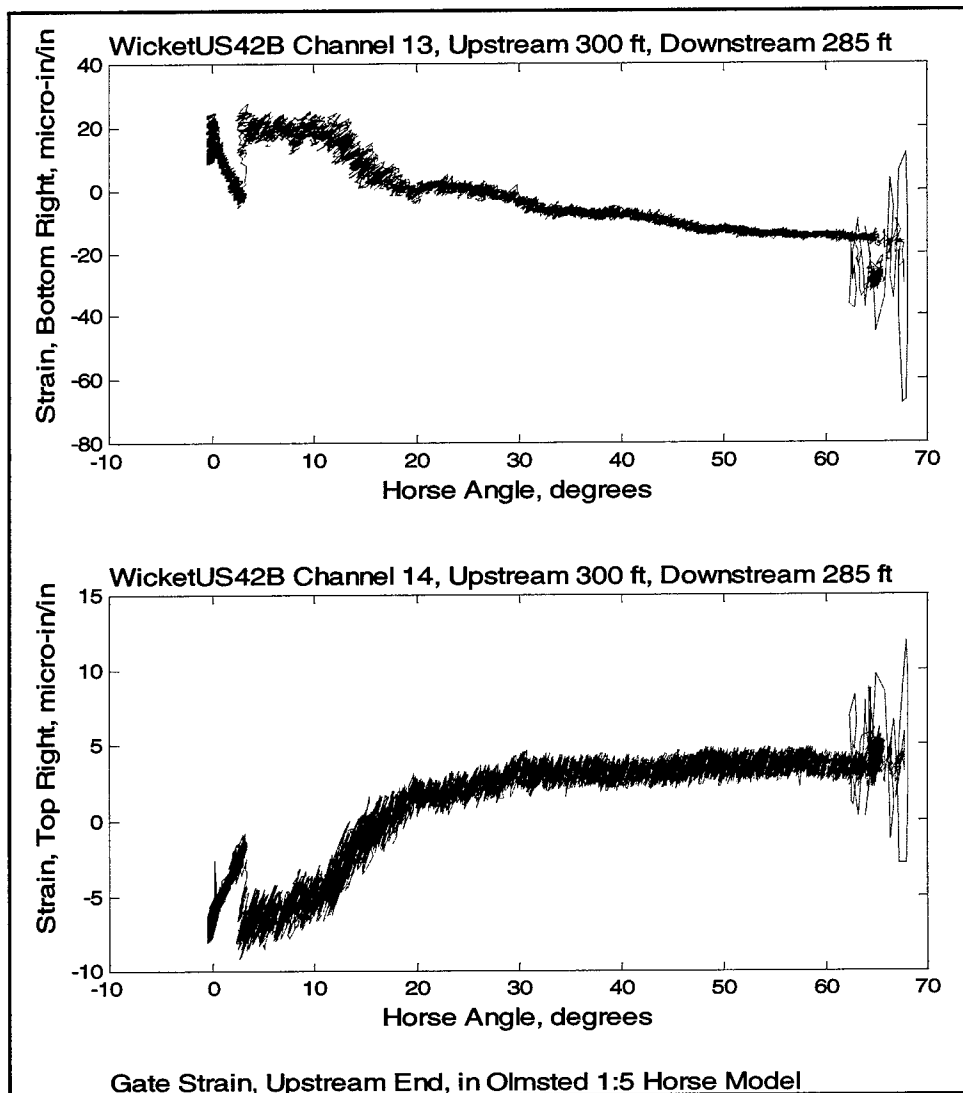 WicketUS42B Channel 13, Upstream 300 ft, Downstream 285 ft
Strain, Bottom Right, micro-in/in
40
20
0
-20
-40
-60
-80
-10 0 10 20 30 40 50 60 70
Horse Angle, degrees
WicketUS42B Channel 14, Upstream 300 ft, Downstream 285 ft
Strain, Top Right, micro-in/in
15
10
5
0
-5
-10
-10 0 10 20 30 40 50 60 70
Horse Angle, degrees
Gate Strain, Upstream End, in Olmsted 1:5 Horse Model